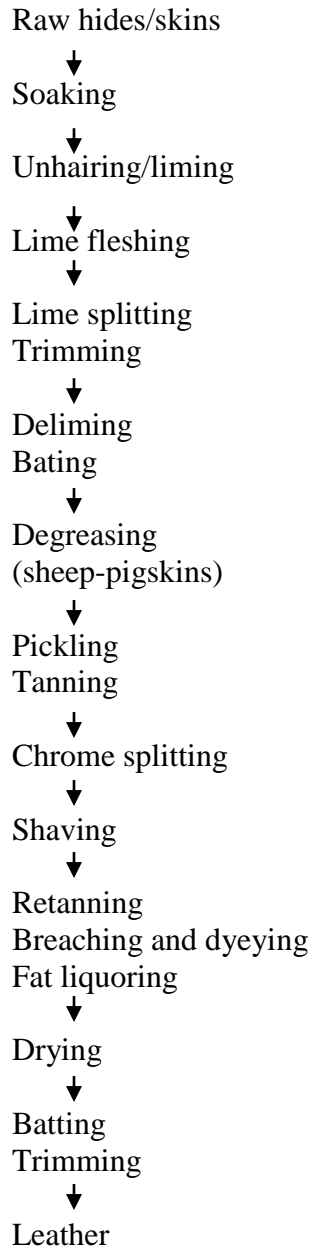 Raw hides/skins
Soaking
Unhairing/liming
Lime fleshing
Lime splitting
Trimming
Deliming
Bating
Degreasing
(sheep-pigskins)
Pickling
Tanning
Chrome splitting
Shaving
Retanning
Breaching and dyeying
Fat liquoring
Drying
Batting
Trimming
Leather